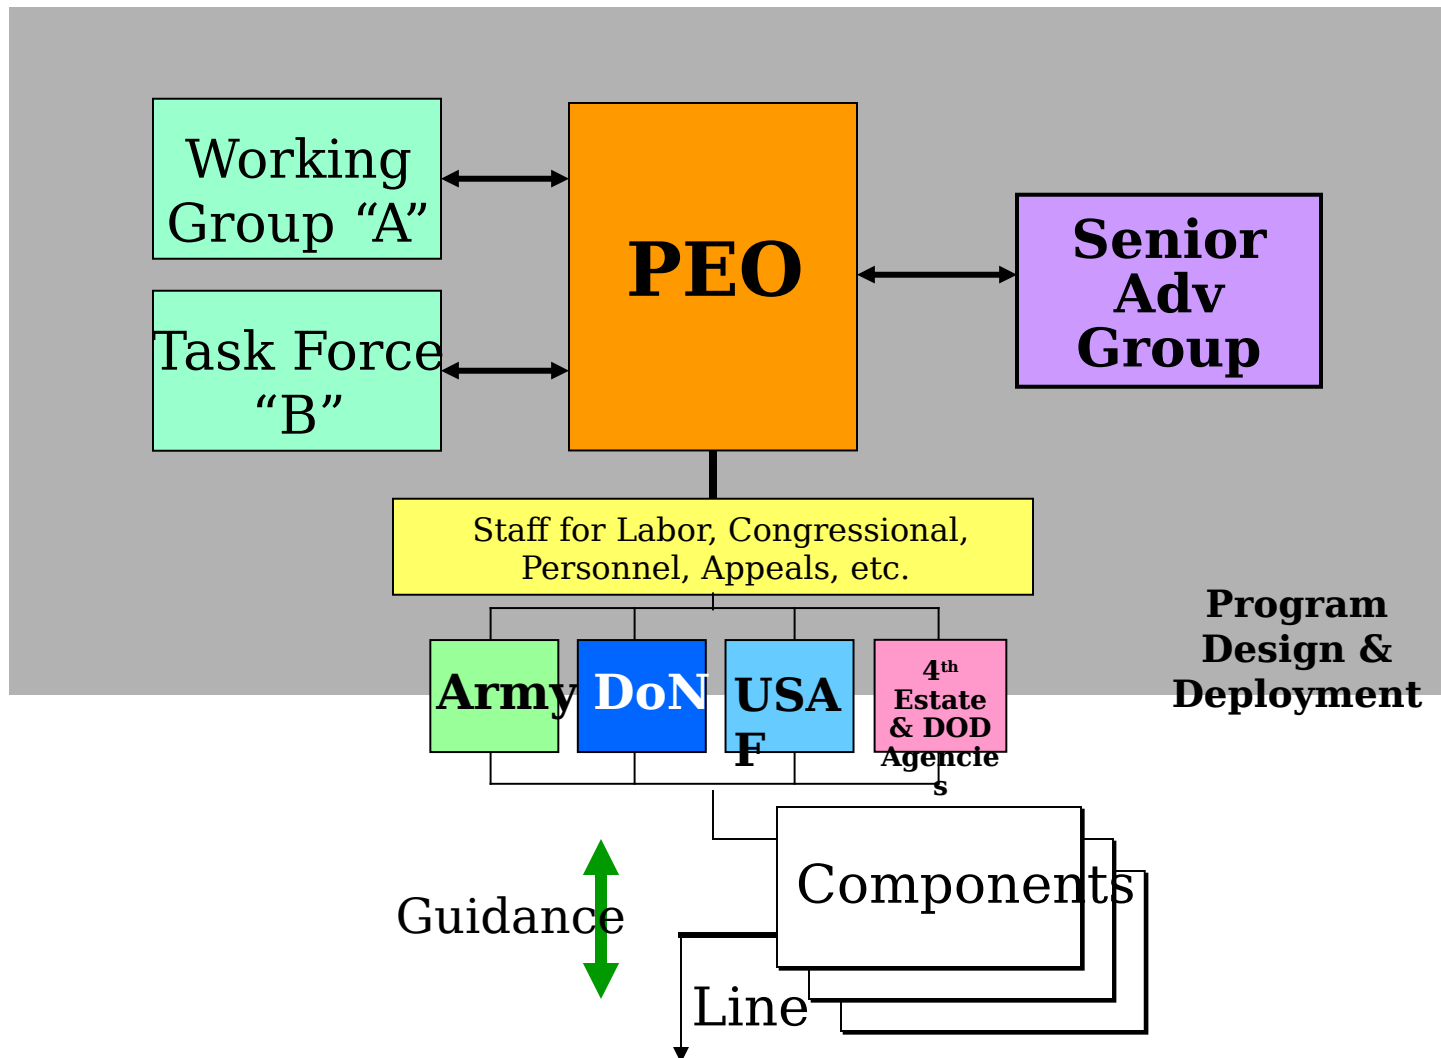 Working
Group “A”
Task Force
“B”
PEO
Senior
Adv
Group
Staff for Labor, Congressional,
Personnel, Appeals, etc.
Program
Design &
Deployment
Army
DoN
USA
F
4th
Estate
& DOD
Agencie
s
Components
Guidance
Line